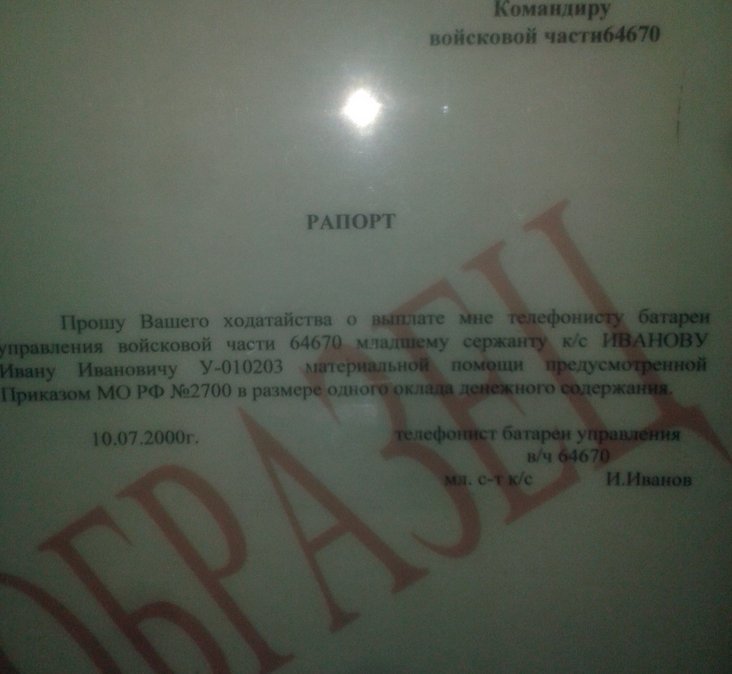 Командиру
войсковой части64670
РАПОРТ
Прошу Вашего ходатайства о выплате мне телефонисту батареи
управления войсковой части 64670 младшему сержанту к/с ИВАНОВУ
Ивану Ивановичу У-010203 материальной помощи предусмотренной
Приказом МО РФ №2700 в размере одного оклада денежного содержания.
10.07.2000г. телефонист батареи управления
в/ч 64670
мл. с-т к/с И.Иванов
ОБРАЗЕЦ